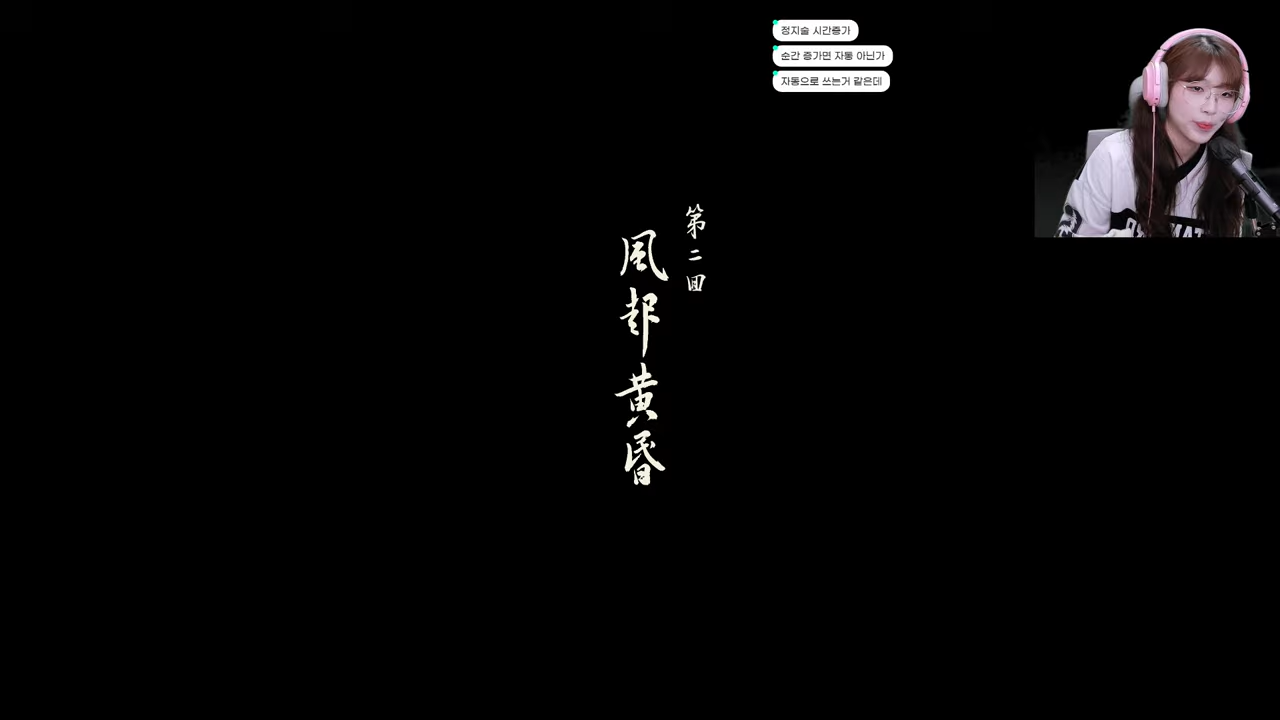 정지술 시간증가
순간 증가면 자동 아닌가
자동으로 쓰는거 같은데
第二回
風起黄昏